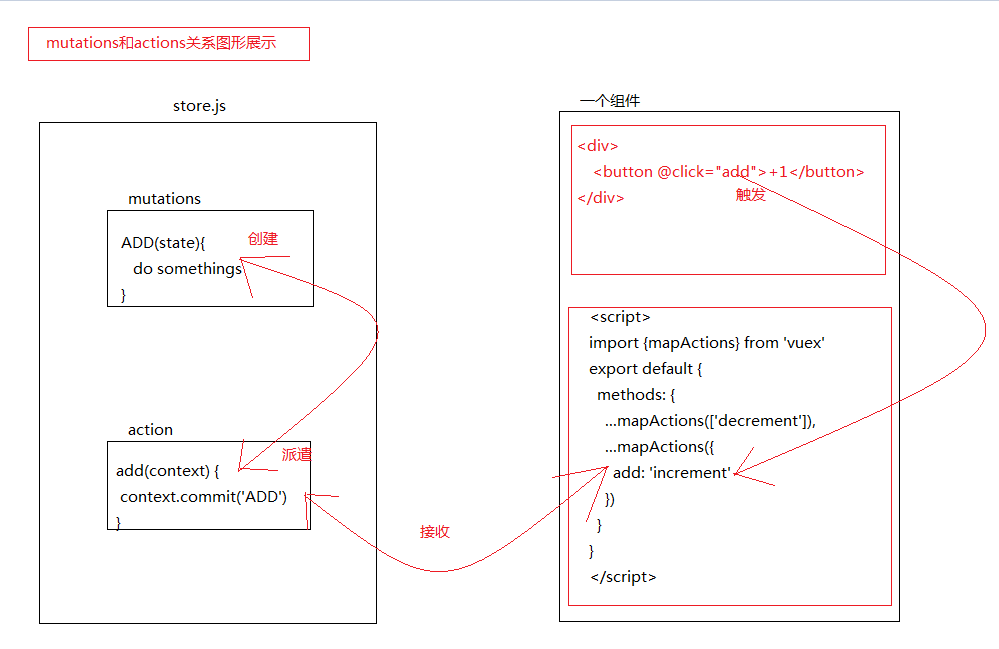 mutations和actions关系图形展示
store.js
mutations
ADD(state){
do somethings
}
创建
action
add(context) {
context.commit('ADD')
}
派遣
接收
一个组件
<div>
<button @click="add">+1</button>
</div>
触发
<script>
import {mapActions} from 'vuex'
export default {
methods: {
...mapActions(['decrement']),
...mapActions({
add: 'increment'
})
}
}
</script>